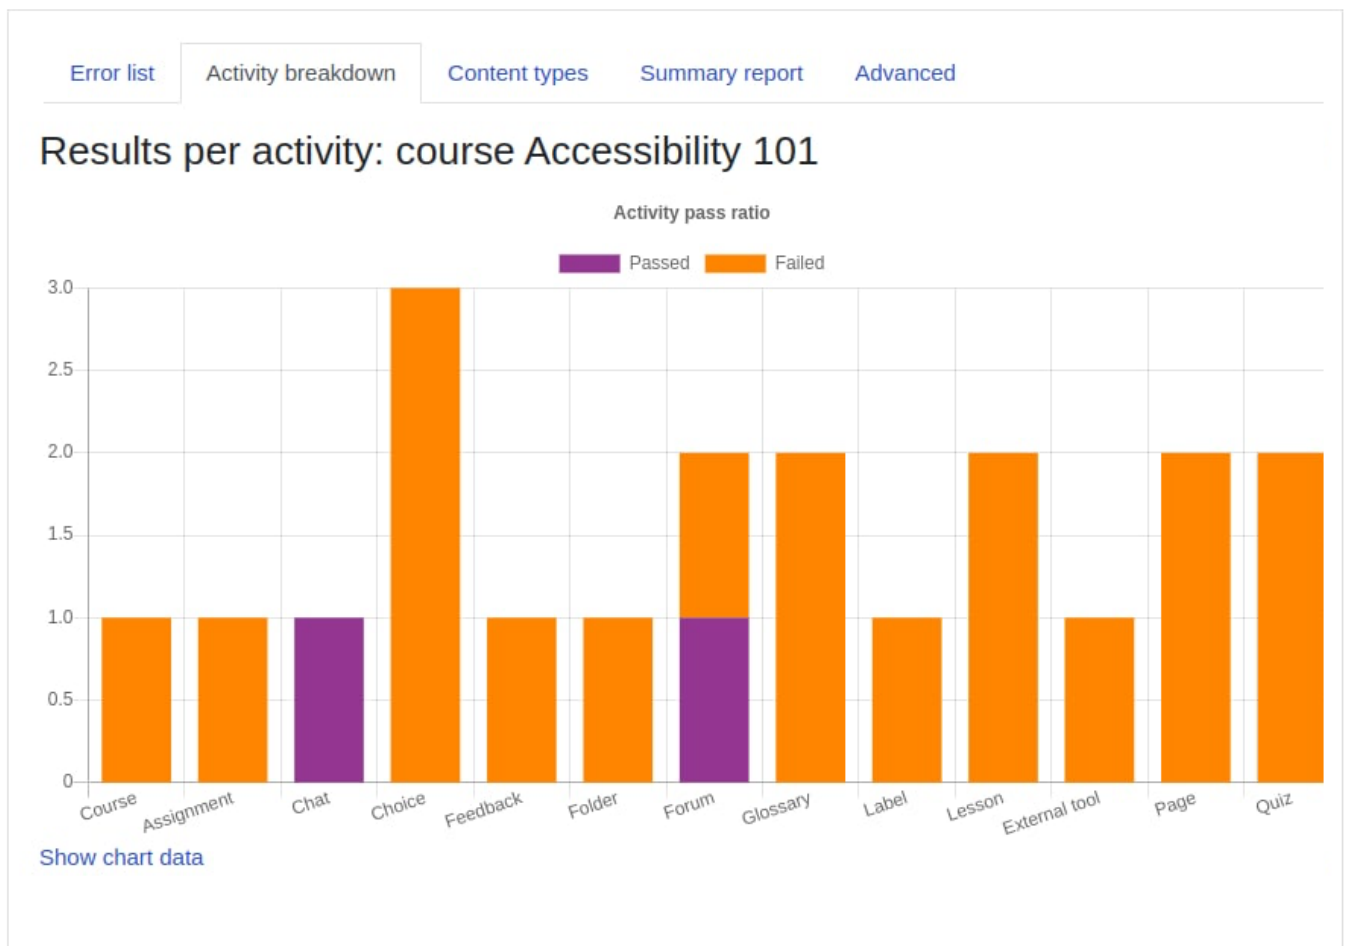 Error list Activity breakdown Content types Summary report Advanced
Results per activity: course Accessibility 101
Activity pass ratio
Passed Failed
3.0
2.5
2.0
1.5
1.0
0.5
0
Course Assignment Chat Choice Feedback Folder Forum Glossary Label Lesson External tool Page Quiz
Show chart data